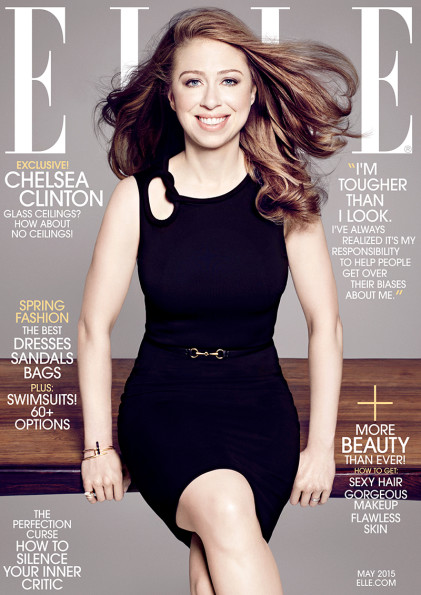 ELLE
EXCLUSIVE!
CHELSEA
CLINTON
GLASS CEILINGS?
HOW ABOUT
NO CEILINGS!
"I'M
TOUGHER
THAN
I LOOK.
I'VE ALWAYS
REALIZED IT'S MY
RESPONSIBILITY
TO HELP PEOPLE
GET OVER
THEIR BIASES
ABOUT ME."
SPRING
FASHION
THE BEST
DRESSES
SANDALS
BAGS
PLUS:
SWIMSUITS!
60+
OPTIONS
+
MORE
BEAUTY
THAN EVER!
HOW TO GET:
SEXY HAIR
GORGEOUS
MAKEUP
FLAWLESS
SKIN
THE
PERFECTION
CURSE
HOW TO
SILENCE
YOUR INNER
CRITIC
MAY 2015
ELLE.COM